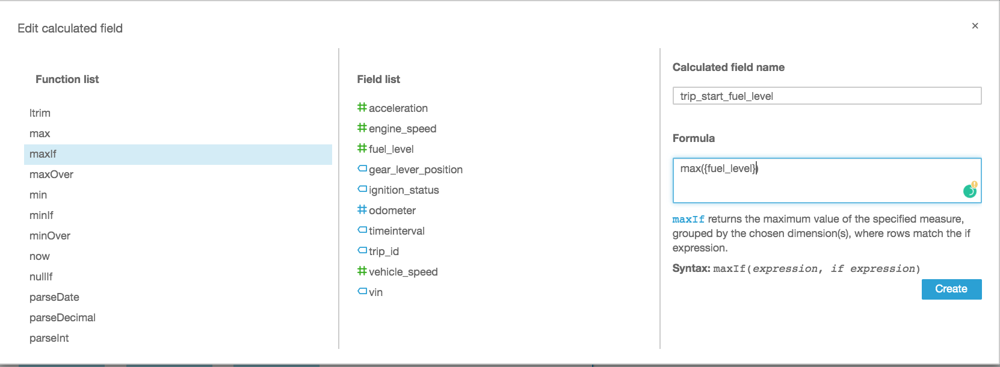 Edit calculated field
×
Function list
ltrim
max
maxIf
maxOver
min
minIf
minOver
now
nullIf
parseDate
parseDecimal
parseInt
Field list
acceleration
engine_speed
fuel_level
gear_lever_position
ignition_status
odometer
timeinterval
trip_id
vehicle_speed
vin
Calculated field name
trip_start_fuel_level
Formula
max({fuel_level})
maxIf returns the maximum value of the specified measure,
grouped by the chosen dimension(s), where rows match the if
expression.
Syntax: maxIf(expression, if expression)
Create